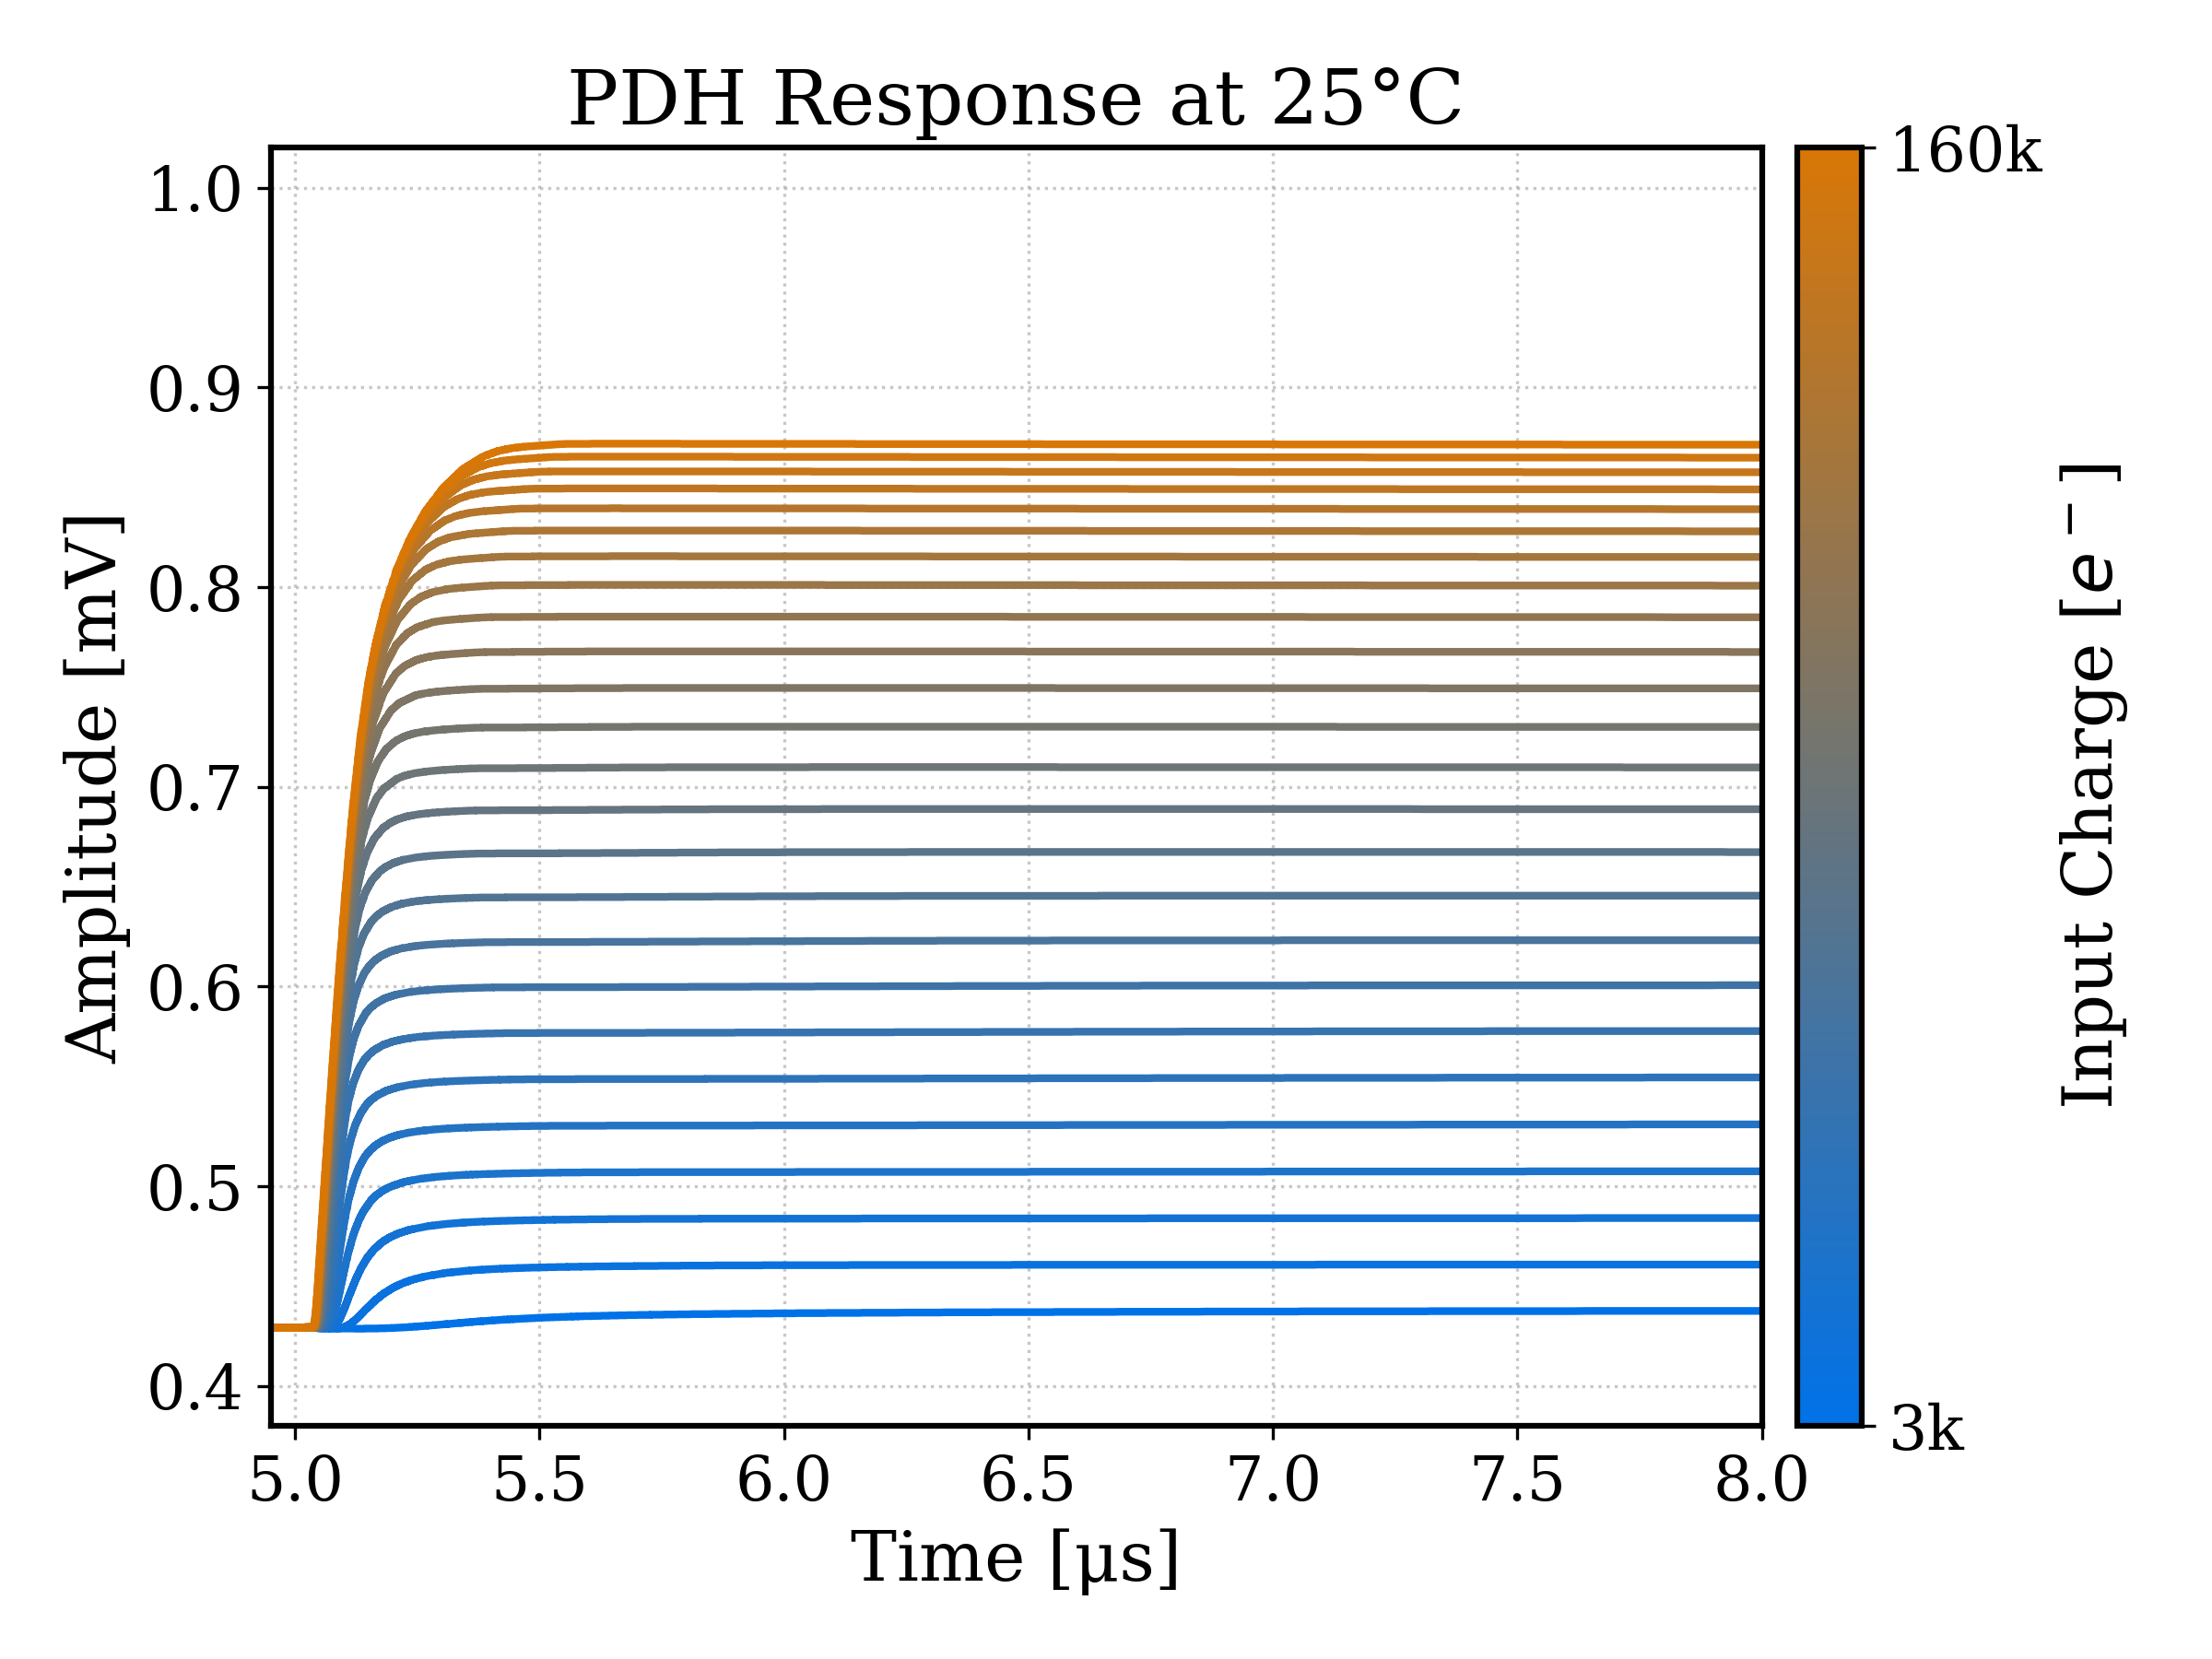 PDH Response at 25°C
160k
1.0
0.9
0.8
0.7
0.6
0.5
0.4
Amplitude [mV]
Input Charge [e⁻]
3k
5.0 5.5 6.0 6.5 7.0 7.5 8.0
Time [µs]